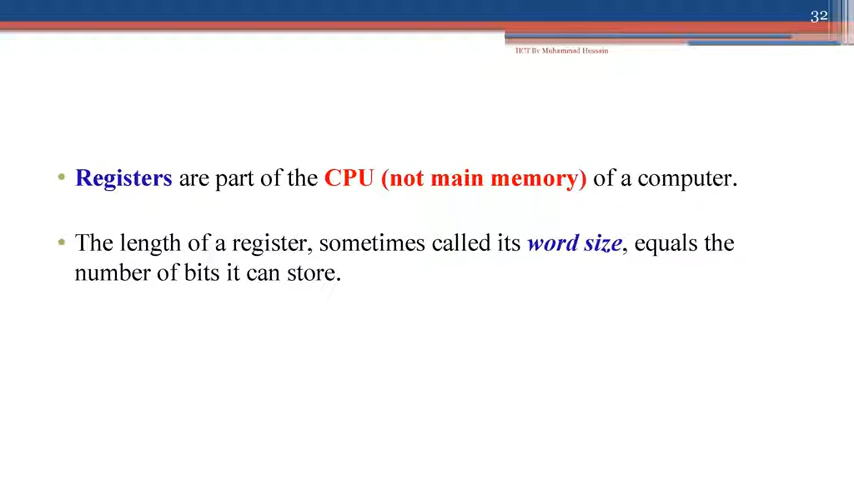 32
IICT By Muhammad Hussain
• Registers are part of the CPU (not main memory) of a computer.
• The length of a register, sometimes called its word size, equals the
number of bits it can store.